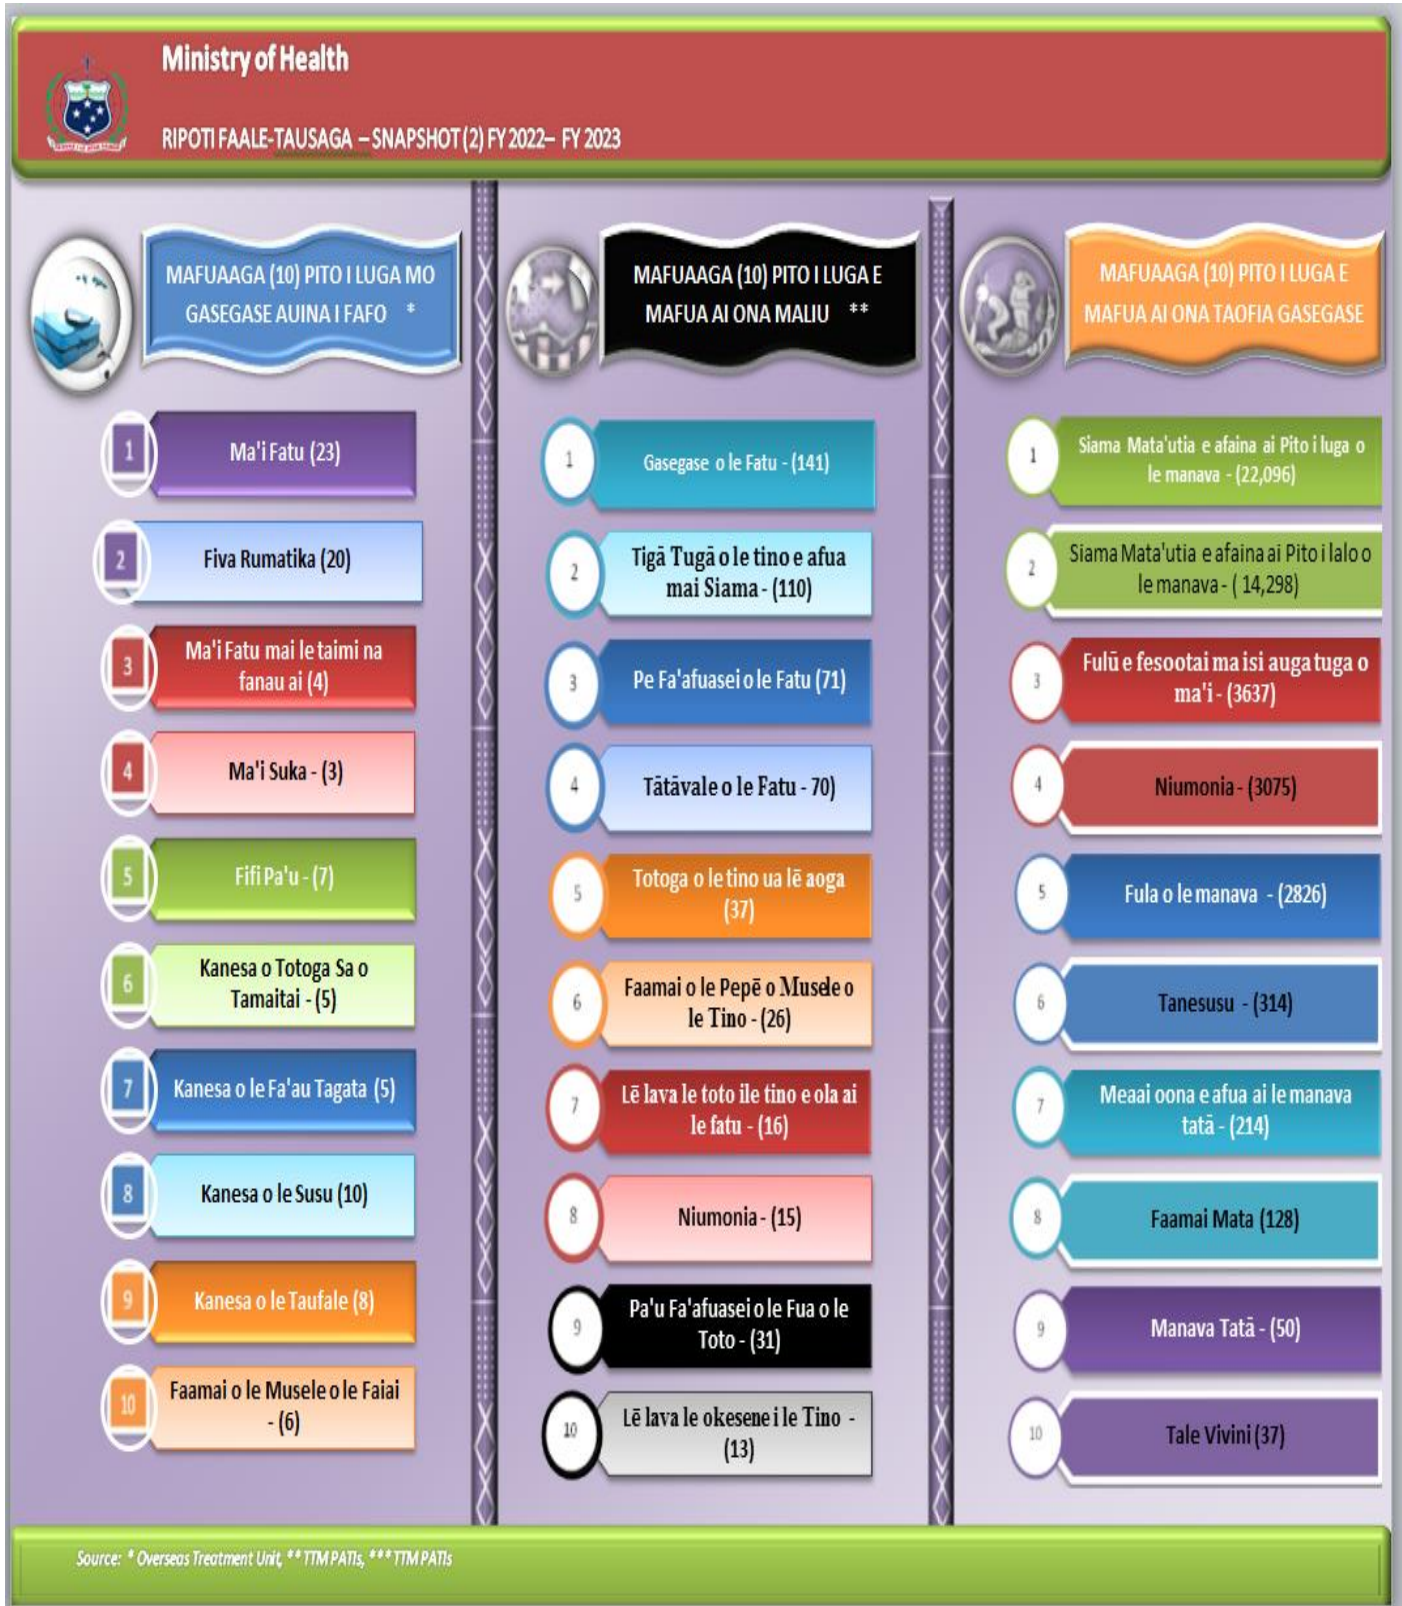 Ministry of Health
RIPOTI FAALE-TAUSAGA – SNAPSHOT (2) FY 2022– FY 2023
MAFUAAGA (10) PITO I LUGA MO
GASEGASE AUINA I FAFO *
1
Ma'i Fatu (23)
2
Fiva Rumatika (20)
3
Ma'i Fatu mai le taimi na
fanau ai (4)
4
Ma'i Suka - (3)
5
Fifi Pa'u - (7)
6
Kanesa o Totoga Sa o
Tamaitai - (5)
7
Kanesa o le Fa'au Tagata (5)
8
Kanesa o le Susu (10)
9
Kanesa o le Taufale (8)
10
Faamai o le Musele o le Faiai
- (6)
MAFUAAGA (10) PITO I LUGA E
MAFUA AI ONA MALIU **
1
Gasegase o le Fatu - (141)
2
Tigā Tugā o le tino e afua
mai Siama - (110)
3
Pe Fa'afuasei o le Fatu (71)
4
Tātāvale o le Fatu - 70)
5
Totoga o le tino ua lē aoga
(37)
6
Faamai o le Pepē o Musele o
le Tino - (26)
7
Lē lava le toto ile tino e ola ai
le fatu - (16)
8
Niumonia - (15)
9
Pa'u Fa'afuasei o le Fua o le
Toto - (31)
10
Lē lava le okesene i le Tino -
(13)
MAFUAAGA (10) PITO I LUGA E
MAFUA AI ONA TAOFIA GASEGASE
1
Siama Mata'utia e afaina ai Pito i luga o
le manava - (22,096)
2
Siama Mata'utia e afaina ai Pito i lalo o
le manava - ( 14,298)
3
Fulū e fesootai ma isi auga tuga o
ma'i - (3637)
4
Niumonia - (3075)
5
Fula o le manava - (2826)
6
Tanesusu - (314)
7
Meaai oona e afua ai le manava
tatā - (214)
8
Faamai Mata (128)
9
Manava Tatā - (50)
10
Tale Vivini (37)
Source: * Overseas Treatment Unit, ** TTM PATIs, *** TTM PATIs